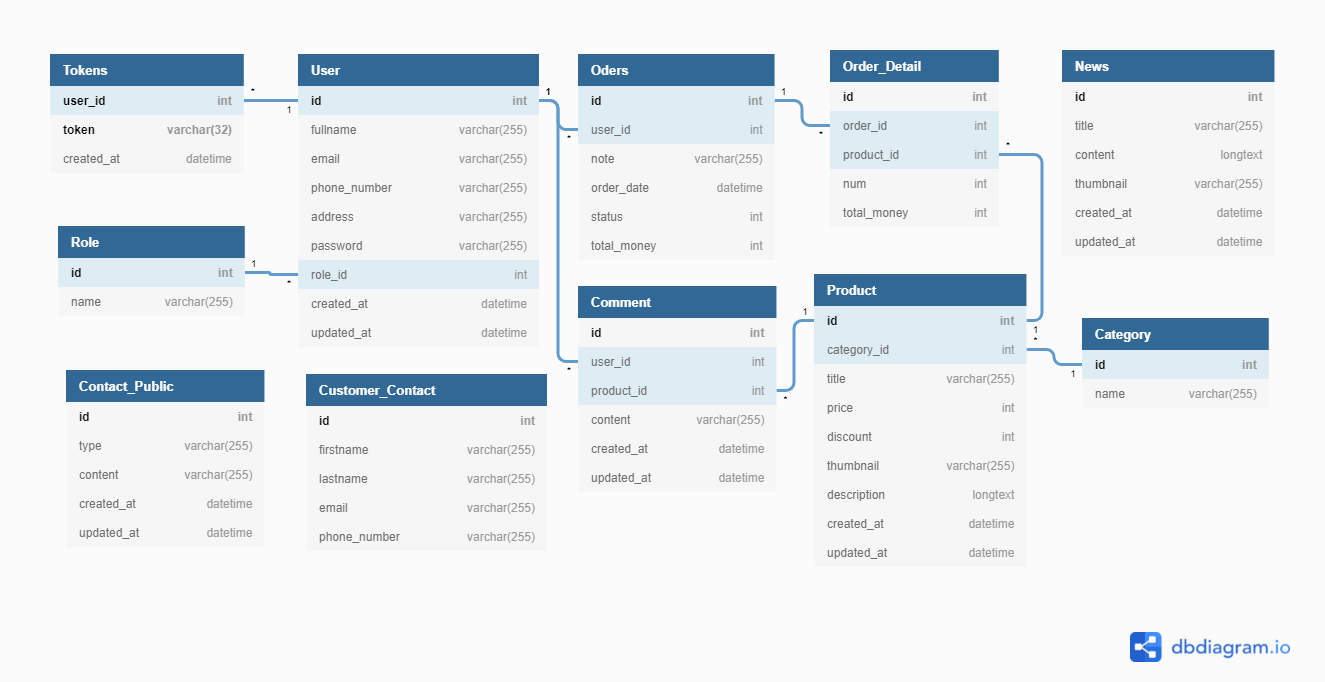 Tokens
user_id int
token varchar(32)
created_at datetime
*
1
User
id int
fullname varchar(255)
email varchar(255)
phone_number varchar(255)
address varchar(255)
password varchar(255)
role_id int
created_at datetime
updated_at datetime
1
*
Oders
id int
user_id int
note varchar(255)
order_date datetime
status int
total_money int
1
*
Order_Detail
id int
order_id int
product_id int
num int
total_money int
*
News
id int
title varchar(255)
content longtext
thumbnail varchar(255)
created_at datetime
updated_at datetime
Role
id int
name varchar(255)
1
*
Comment
id int
user_id int
product_id int
content varchar(255)
created_at datetime
updated_at datetime
*
*
1
Product
id int
category_id int
title varchar(255)
price int
discount int
thumbnail varchar(255)
description longtext
created_at datetime
updated_at datetime
1
*
1
Category
id int
name varchar(255)
Contact_Public
id int
type varchar(255)
content varchar(255)
created_at datetime
updated_at datetime
Customer_Contact
id int
firstname varchar(255)
lastname varchar(255)
email varchar(255)
phone_number varchar(255)
dbdiagram.io